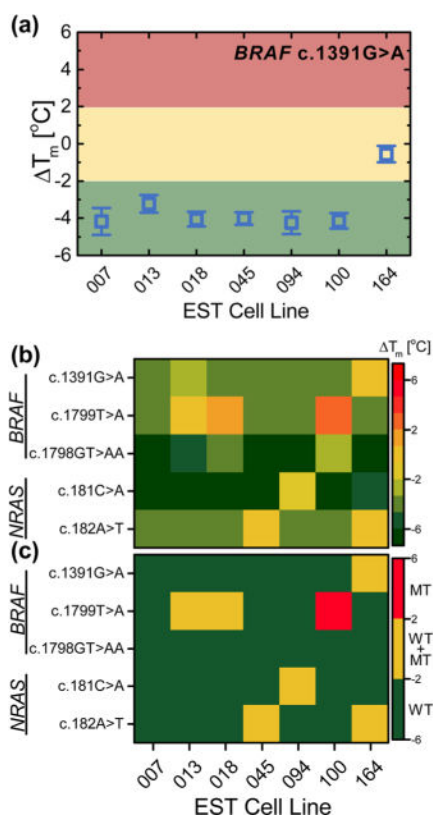 (a)
BRAF c.1391G>A
6
4
2
0
-2
-4
-6
ΔTm [°C]
007 013 018 045 094 100 164
EST Cell Line
(b)
ΔTm [°C]
BRAF
c.1391G>A
c.1799T>A
c.1798GT>AA
NRAS
c.181C>A
c.182A>T
6
4
2
0
-2
-4
-6
(c)
BRAF
c.1391G>A
c.1799T>A
c.1798GT>AA
NRAS
c.181C>A
c.182A>T
6
MT
2
WT
+
MT
-2
WT
-6
007 013 018 045 094 100 164
EST Cell Line